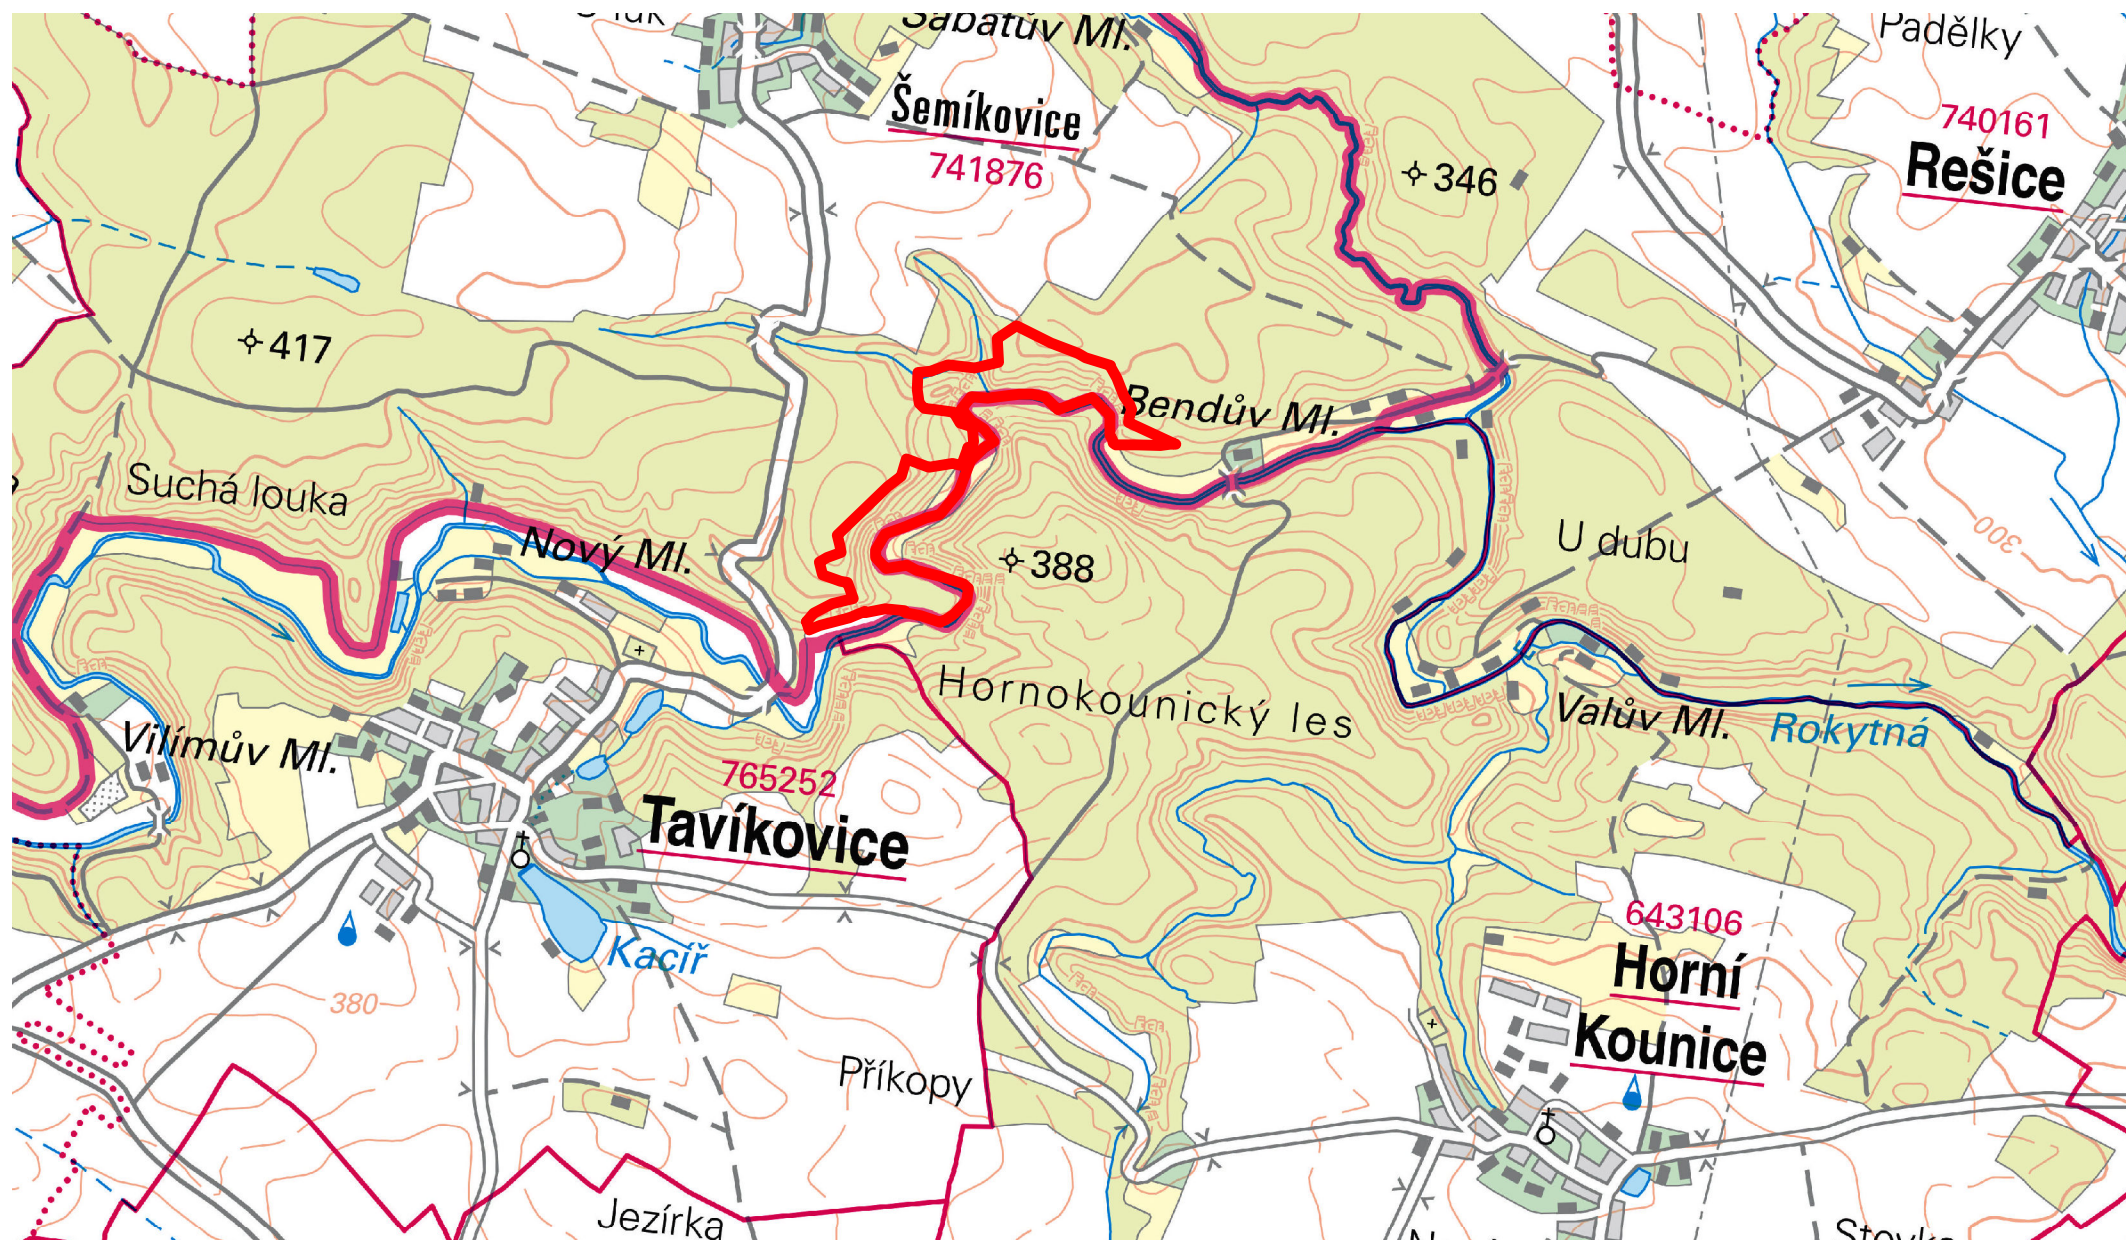 Sabatův Ml.
Padělky
Šemíkovice
741876
740161
Rešice
346
417
Bendův Ml.
Suchá louka
Nový Ml.
388
U dubu
300
Hornokounický les
Valův Ml.
Rokytná
Vilímův Ml.
765252
Tavíkovice
643106
Horní
Kounice
Kacíř
380
Příkopy
Jezírka